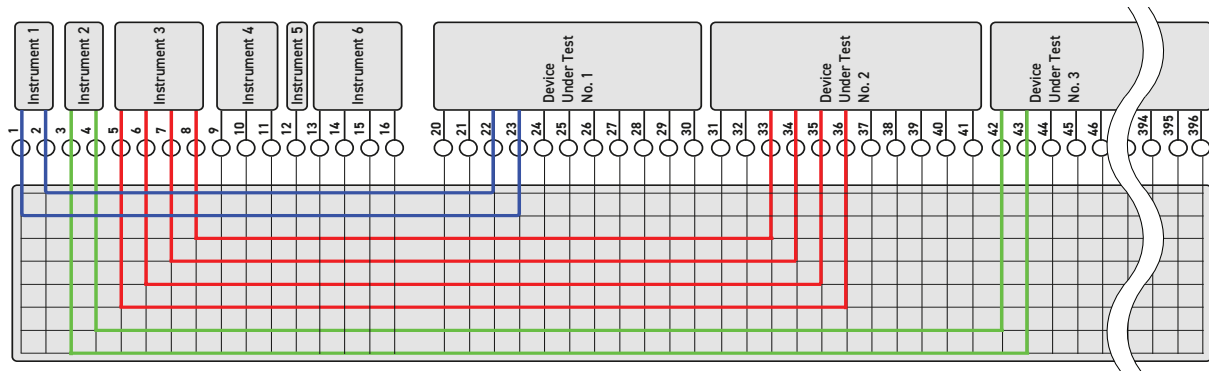 Instrument 1
Instrument 2
Instrument 3
Instrument 4
Instrument 5
Instrument 6
Device
Under Test
No. 1
Device
Under Test
No. 2
Device
Under Test
No. 3
1 2 3 4 5 6 7 8 9 10 11 12 13 14 15 16 20 21 22 23 24 25 26 27 28 29 30 31 32 33 34 35 36 37 38 39 40 41 42 43 44 45 46 394 395 396